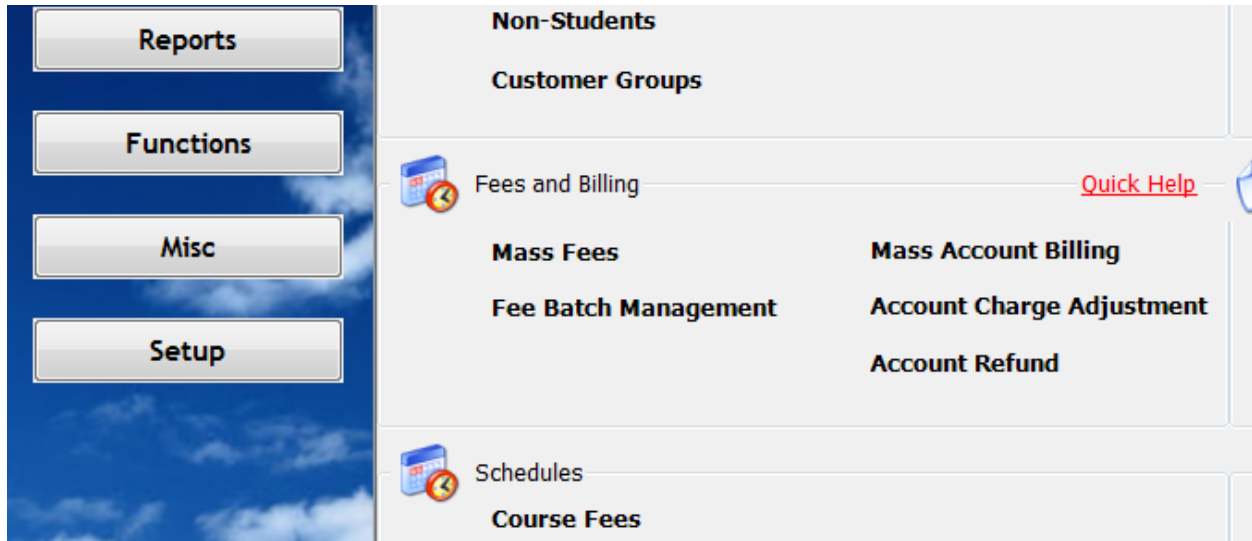 Reports
Functions
Misc
Setup
Non-Students
Customer Groups
Fees and Billing
Quick Help
Mass Fees
Mass Account Billing
Fee Batch Management
Account Charge Adjustment
Account Refund
Schedules
Course Fees